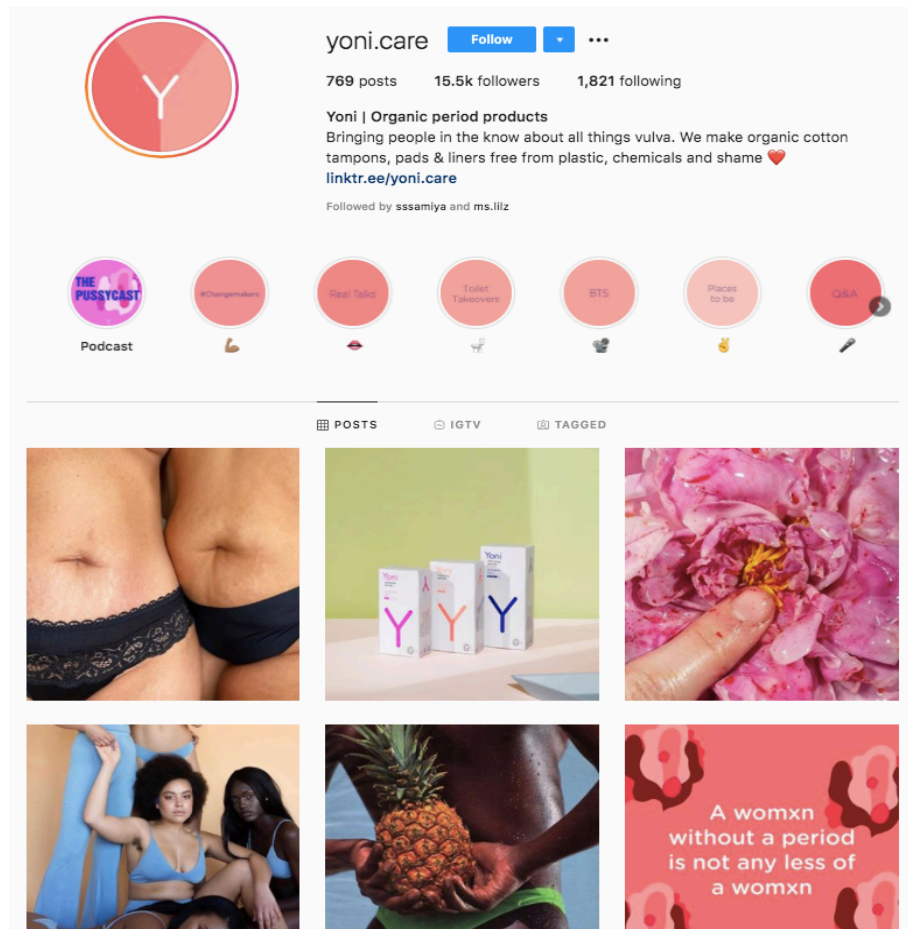 yoni.care Follow
769 posts 15.5k followers 1,821 following
Yoni | Organic period products
Bringing people in the know about all things vulva. We make organic cotton
tampons, pads & liners free from plastic, chemicals and shame ❤️
linktr.ee/yoni.care
Followed by sssamiya and ms.lilz
Y
THE
PUSSYCAST
#Changemakers
Real Talks
Toilet
Takeovers
BTS
Places
to be
Q&A
Podcast 💪🏽 👄 🚽 📽 ✌ 🎤
POSTS IGTV TAGGED
Yoni
Y
Yoni
Y
Yoni
Y
A womxn
without a period
is not any less of
a womxn